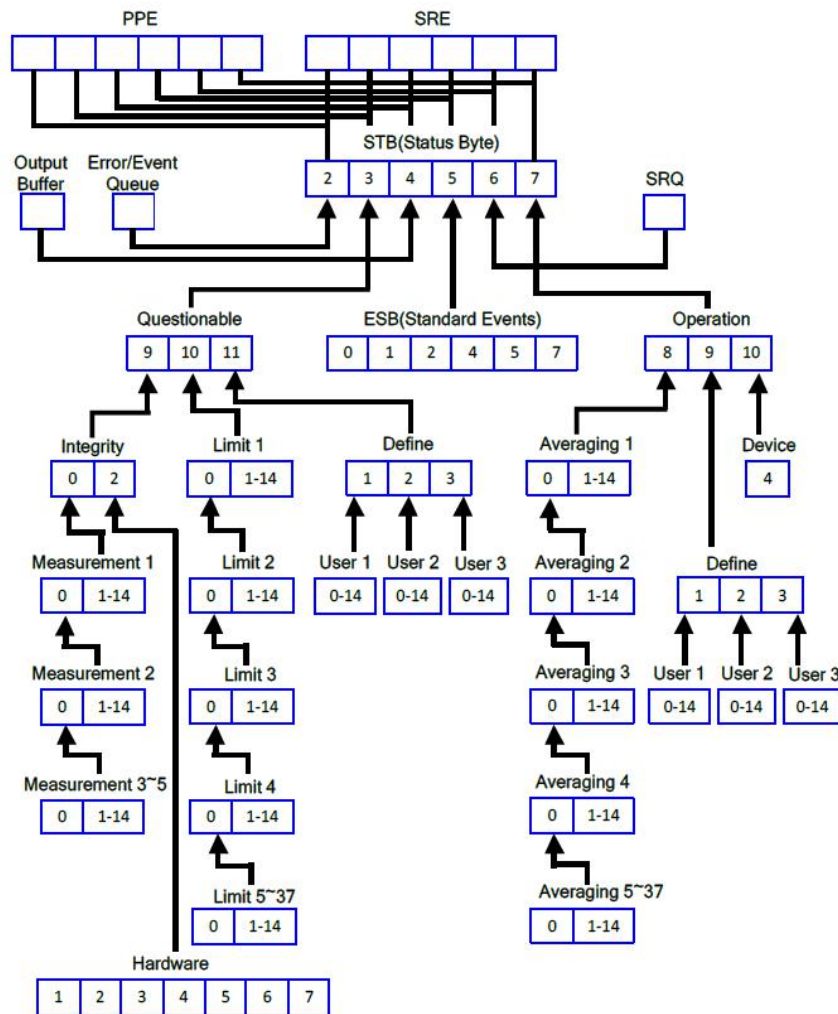 PPE SRE
STB(Status Byte)
Output Buffer Error/Event Queue 2 3 4 5 6 7 SRQ
Questionable ESB(Standard Events) Operation
9 10 11 0 1 2 4 5 7 8 9 10
Integrity Limit 1 Define Averaging 1 Device
0 2 0 1-14 1 2 3 0 1-14 4
Measurement 1 Limit 2 User 1 User 2 User 3 Averaging 2 Define
0 1-14 0 1-14 0-14 0-14 0-14 0 1-14 1 2 3
Measurement 2 Limit 3 Averaging 3 User 1 User 2 User 3
0 1-14 0 1-14 0 1-14 0-14 0-14 0-14
Measurement 3~5 Limit 4 Averaging 4
0 1-14 0 1-14 0 1-14
Limit 5~37 Averaging 5~37
0 1-14 0 1-14
Hardware
1 2 3 4 5 6 7